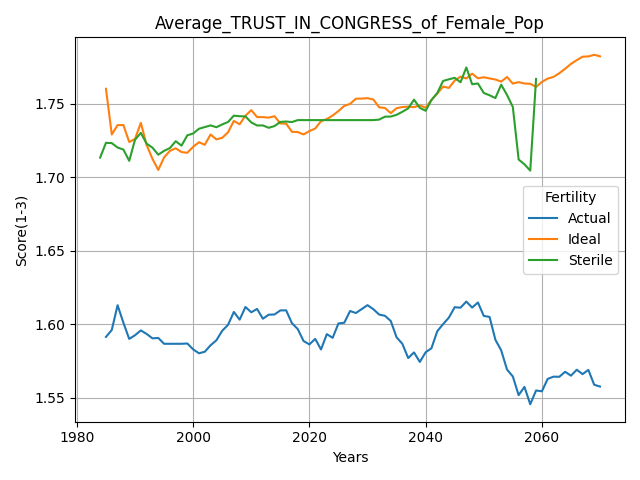 Average_TRUST_IN_CONGRESS_of_Female_Pop
Score(1-3)
1.75
1.70
1.65
1.60
1.55
Fertility
Actual
Ideal
Sterile
1980
2000
2020
2040
2060
Years